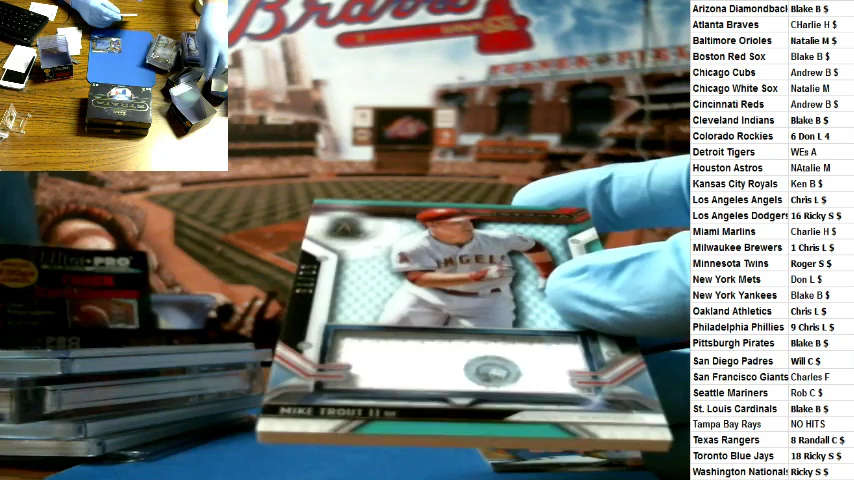 Braves
ULTRA·PRO
ANGELS
MIKE TROUT
Arizona Diamondbacl Blake B $
Atlanta Braves CHarlie H $
Baltimore Orioles Natalie M $
Boston Red Sox Blake B $
Chicago Cubs Andrew B $
Chicago White Sox Natalie M
Cincinnati Reds Andrew B $
Cleveland Indians Blake B $
Colorado Rockies 6 Don L 4
Detroit Tigers WEs A
Houston Astros NAtalie M
Kansas City Royals Ken B $
Los Angeles Angels Chris L $
Los Angeles Dodgers 16 Ricky S $
Miami Marlins Charlie H $
Milwaukee Brewers 1 Chris L $
Minnesota Twins Roger S $
New York Mets Don L $
New York Yankees Blake B $
Oakland Athletics Chris L $
Philadelphia Phillies 9 Chris L $
Pittsburgh Pirates Blake B $
San Diego Padres Will C $
San Francisco Giants Charles F
Seattle Mariners Rob C $
St. Louis Cardinals Blake B $
Tampa Bay Rays NO HITS
Texas Rangers 8 Randall C $
Toronto Blue Jays 18 Ricky S $
Washington Nationals Ricky S $